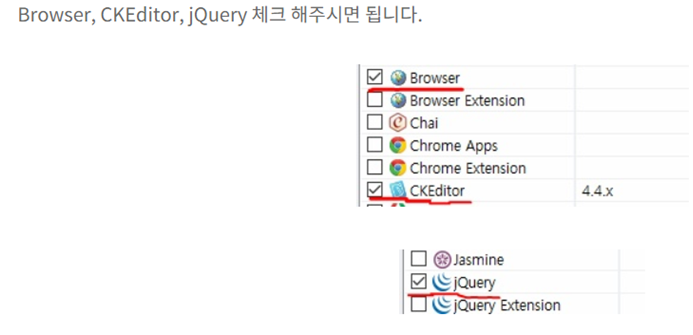 Browser, CKEditor, jQuery 체크 해주시면 됩니다.
Browser
Browser Extension
Chai
Chrome Apps
Chrome Extension
CKEditor 4.4.x
Jasmine
jQuery
jQuery Extension